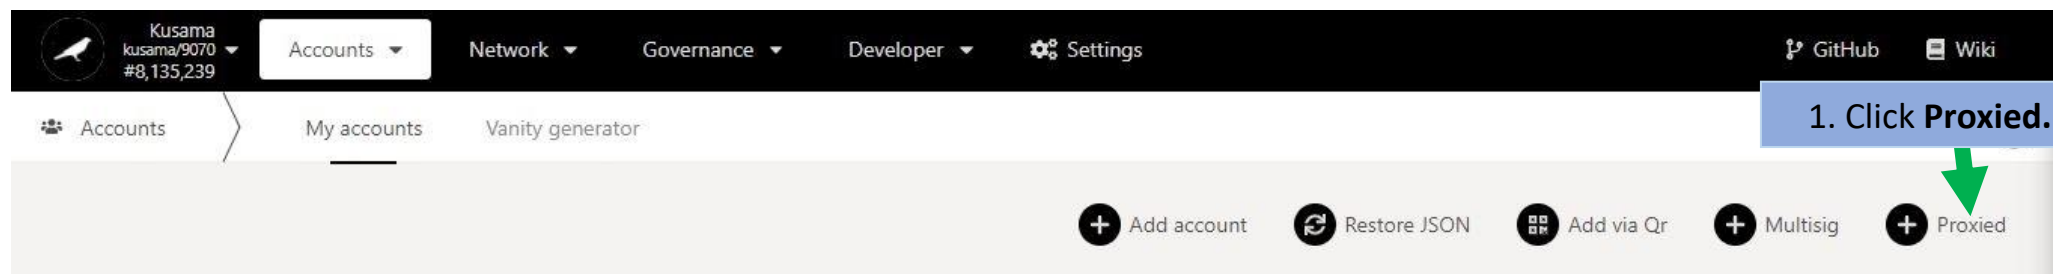 Kusama
kusama/9070
#8,135,239
Accounts
Network
Governance
Developer
Settings
GitHub
Wiki
Accounts
My accounts
Vanity generator
1. Click Proxied.
Add account
Restore JSON
Add via Qr
Multisig
Proxied